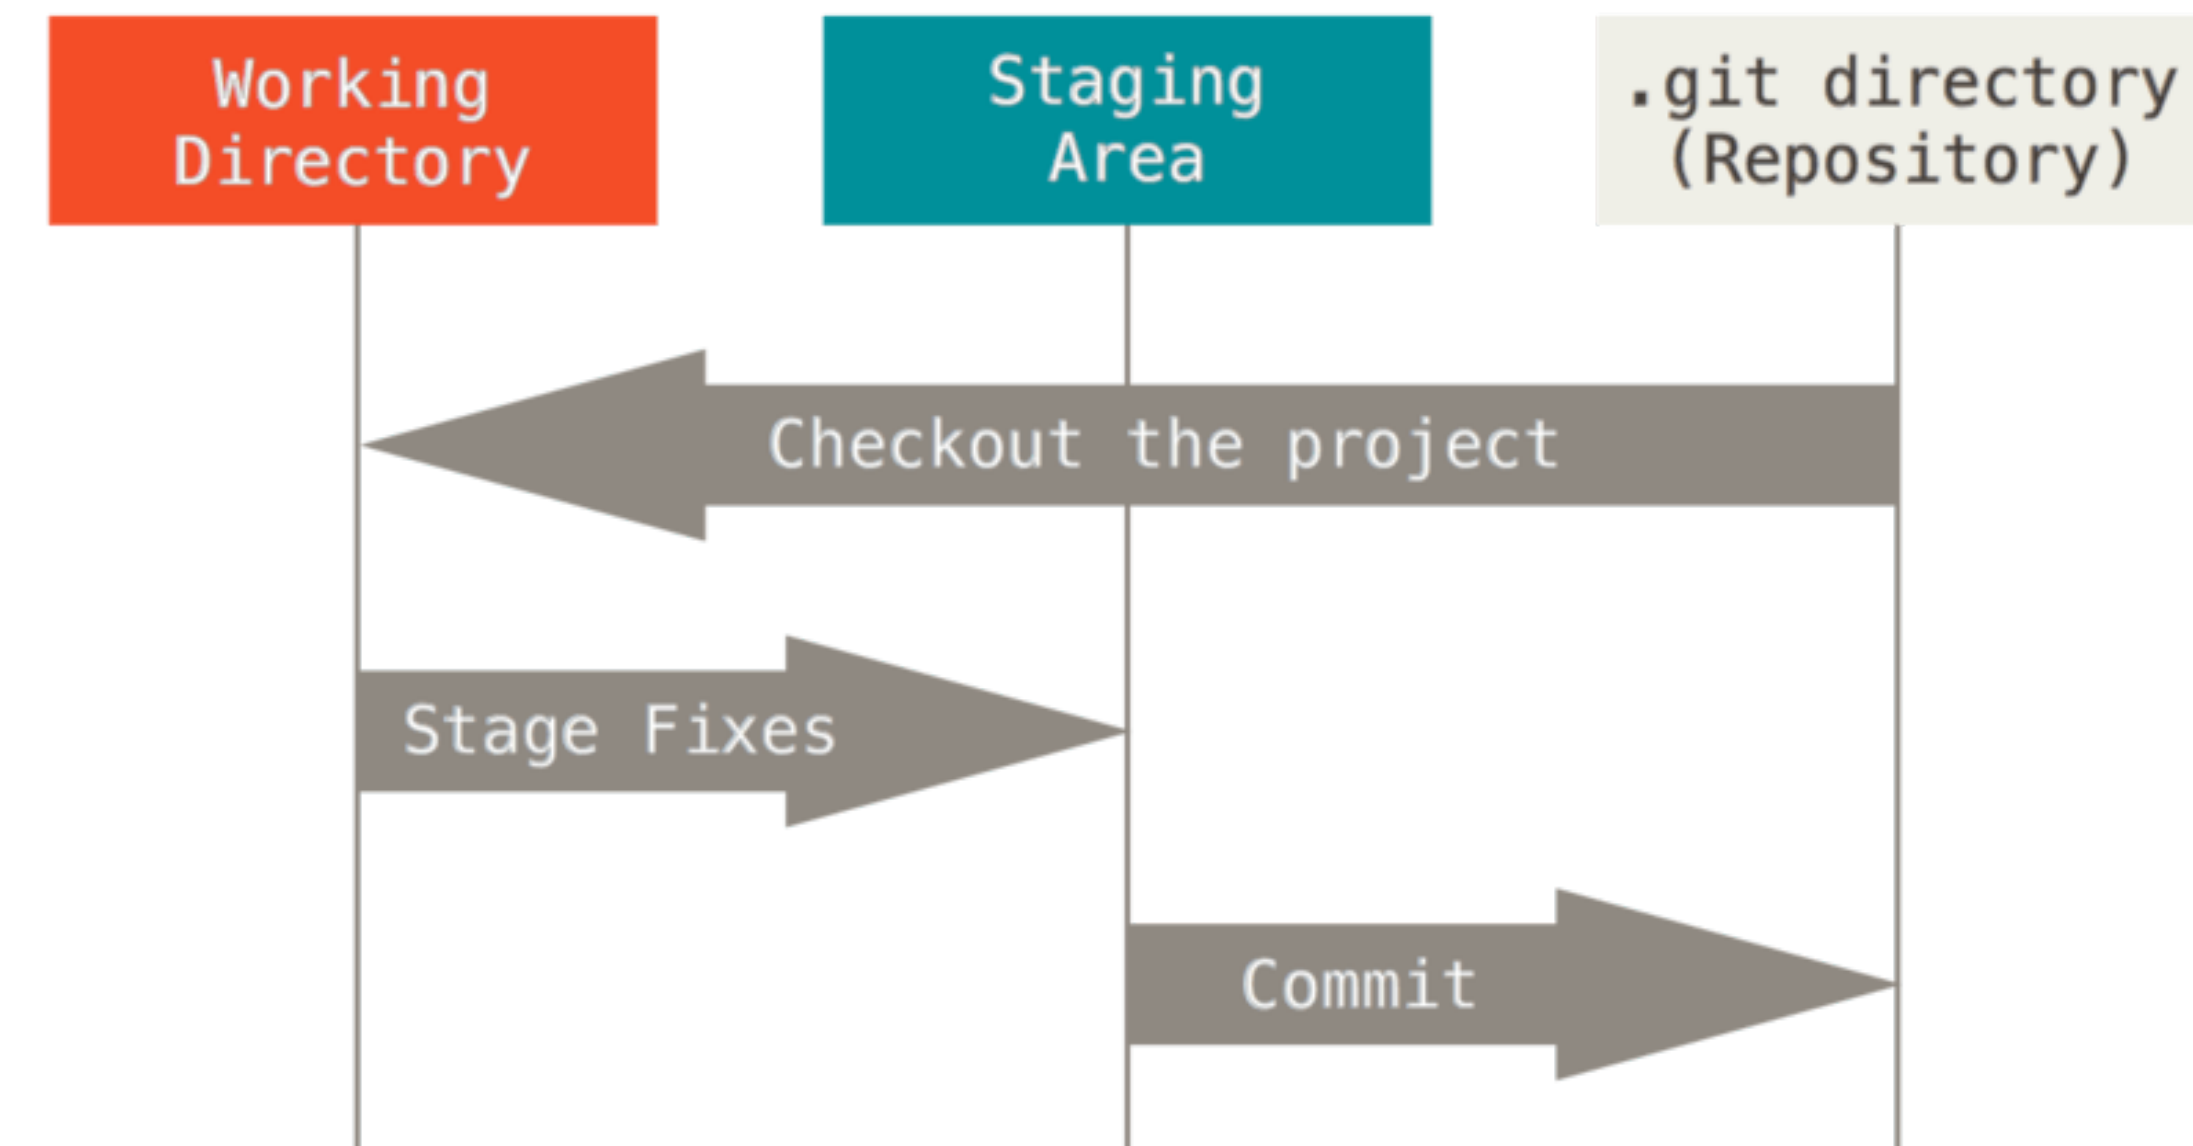 Working
Directory
Staging
Area
.git directory
(Repository)
Checkout the project
Stage Fixes
Commit